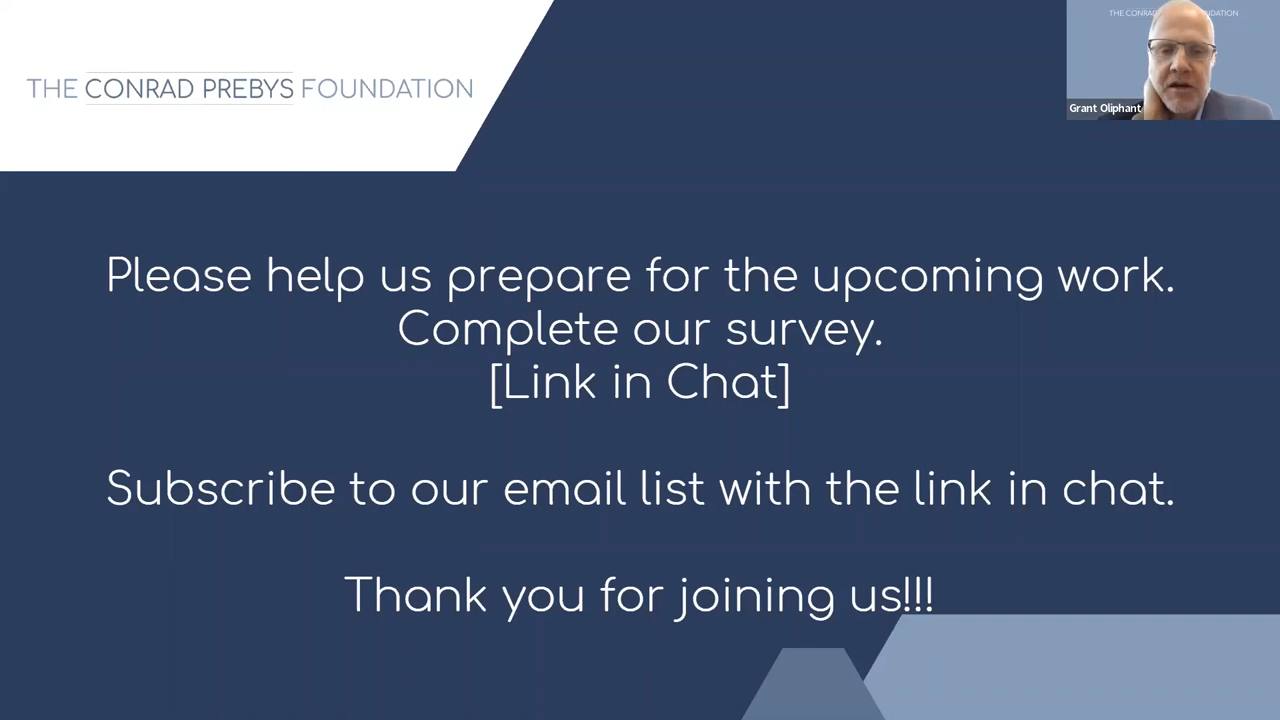 THE CONRAD PREBYS FOUNDATION
Grant Oliphant
Please help us prepare for the upcoming work.
Complete our survey.
[Link in Chat]
Subscribe to our email list with the link in chat.
Thank you for joining us!!!